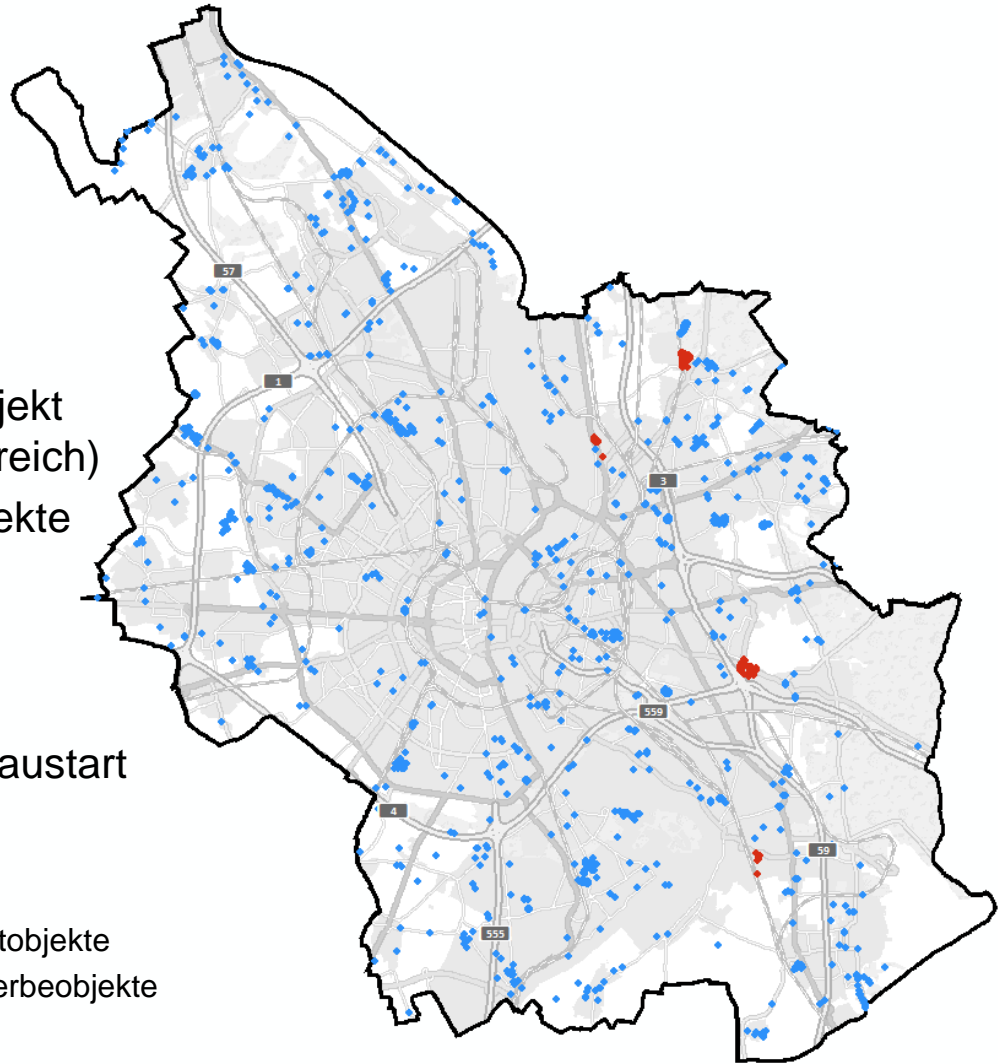 57
1
jekt
reich)
3
ekte
559
austart
4
59
555
tobjekte
erbeobjekte